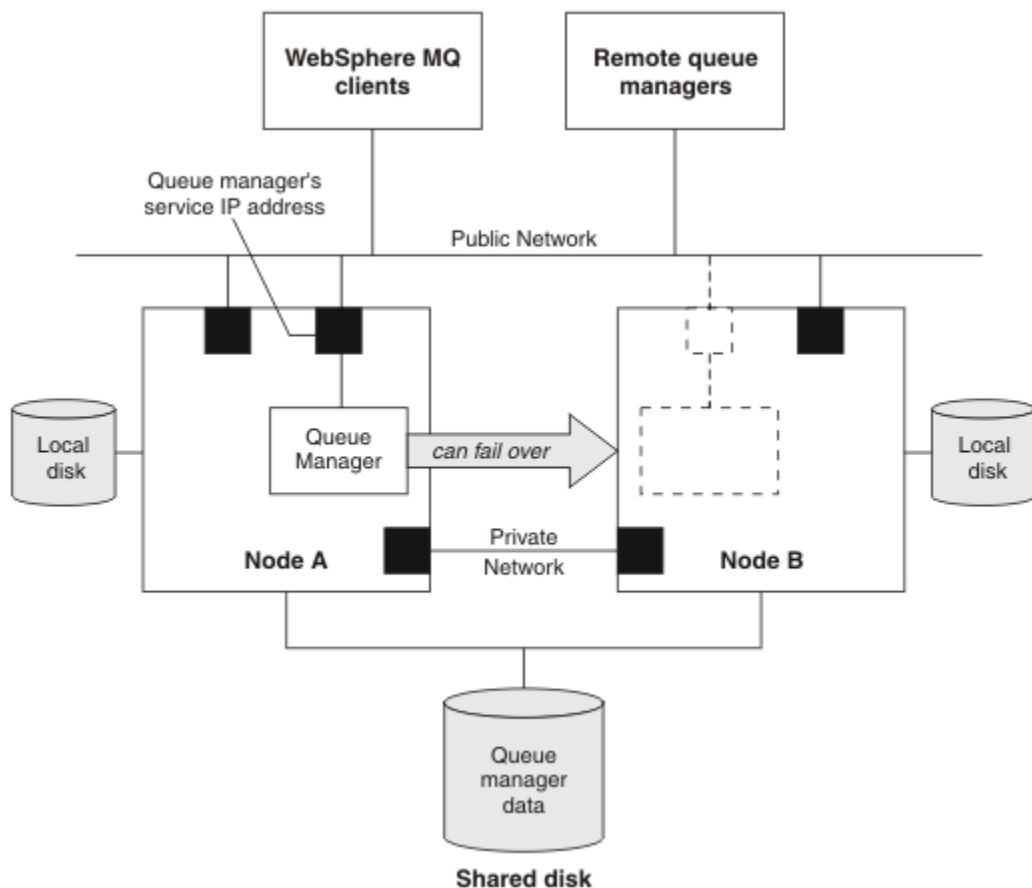 WebSphere MQ
clients
Remote queue
managers
Queue manager's
service IP address
Public Network
Local
disk
Queue
Manager
can fail over
Local
disk
Private
Network
Node A
Node B
Queue
manager
data
Shared disk